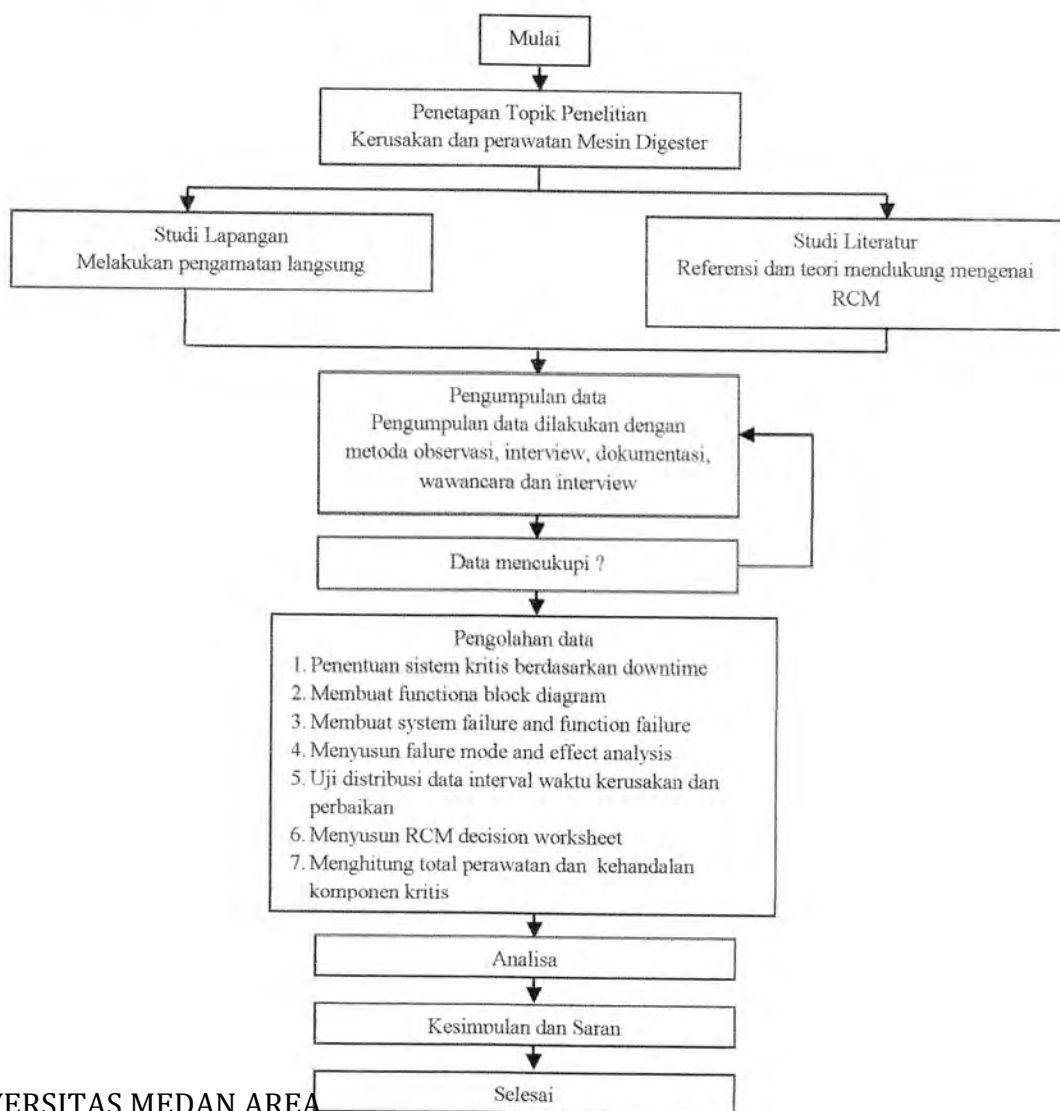 Mulai
Penetapan Topik Penelitian
Kerusakan dan perawatan Mesin Digester
Studi Lapangan
Melakukan pengamatan langsung
Studi Literatur
Referensi dan teori mendukung mengenai
RCM
Pengumpulan data
Pengumpulan data dilakukan dengan
metoda observasi, interview, dokumentasi,
wawancara dan interview
Data mencukupi ?
Pengolahan data
1. Penentuan sistem kritis berdasarkan downtime
2. Membuat functiona block diagram
3. Membuat system failure and function failure
4. Menyusun falure mode and effect analysis
5. Uji distribusi data interval waktu kerusakan dan
perbaikan
6. Menyusun RCM decision worksheet
7. Menghitung total perawatan dan kehandalan
komponen kritis
Analisa
Kesimpulan dan Saran
Selesai
VERSITAS MEDAN AREA